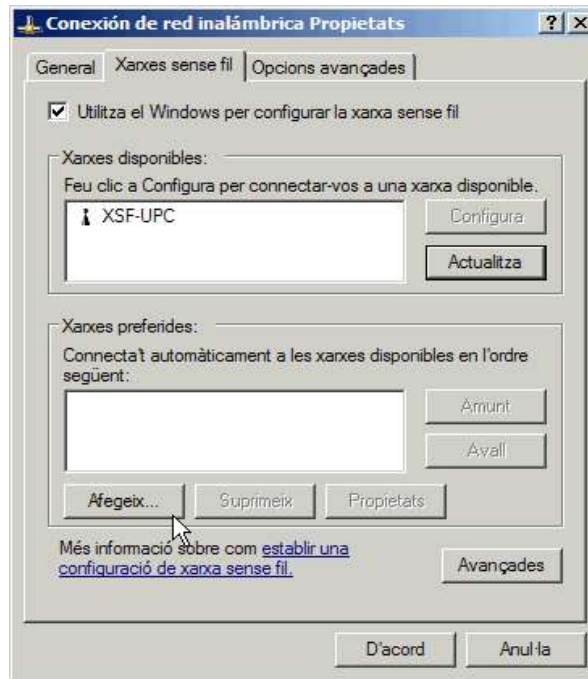 Conexión de red inalámbrica Propietats
General
Xarxes sense fil
Opcions avançades
Utilitza el Windows per configurar la xarxa sense fil
Xarxes disponibles:
Feu clic a Configura per connectar-vos a una xarxa disponible.
XSF-UPC
Configura
Actualitza
Xarxes preferides:
Connecta't automàticament a les xarxes disponibles en l'ordre
següent:
Amunt
Avall
Afegeix...
Suprimeix
Propietats
Més informació sobre com establir una
configuració de xarxa sense fil.
Avançades
D'acord
Anul·la